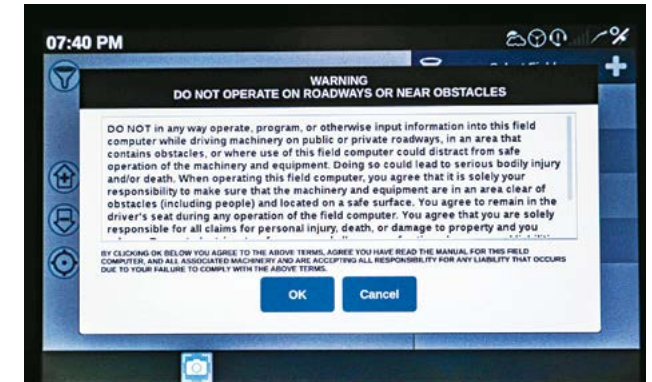 07:40 PM
WARNING
DO NOT OPERATE ON ROADWAYS OR NEAR OBSTACLES
DO NOT in any way operate, program, or otherwise input information into this field
computer while driving machinery on public or private roadways, in an area that
contains obstacles, or where use of this field computer could distract from safe
operation of the machinery and equipment. Doing so could lead to serious bodily injury
and/or death. When operating this field computer, you agree that it is solely your
responsibility to make sure that the machinery and equipment are in an area clear of
obstacles (including people) and located on a safe surface. You agree to remain in the
driver's seat during any operation of the field computer. You agree that you are solely
responsible for all claims for personal injury, death, or damage to property and you
BY CLICKING OK BELOW YOU AGREE TO THE ABOVE TERMS, AGREE YOU HAVE READ THE MANUAL FOR THIS FIELD
COMPUTER, AND ALL ASSOCIATED MACHINERY AND ARE ACCEPTING ALL RESPONSIBILITY FOR ANY LIABILITY THAT OCCURS
DUE TO YOUR FAILURE TO COMPLY WITH THE ABOVE TERMS.
OK Cancel